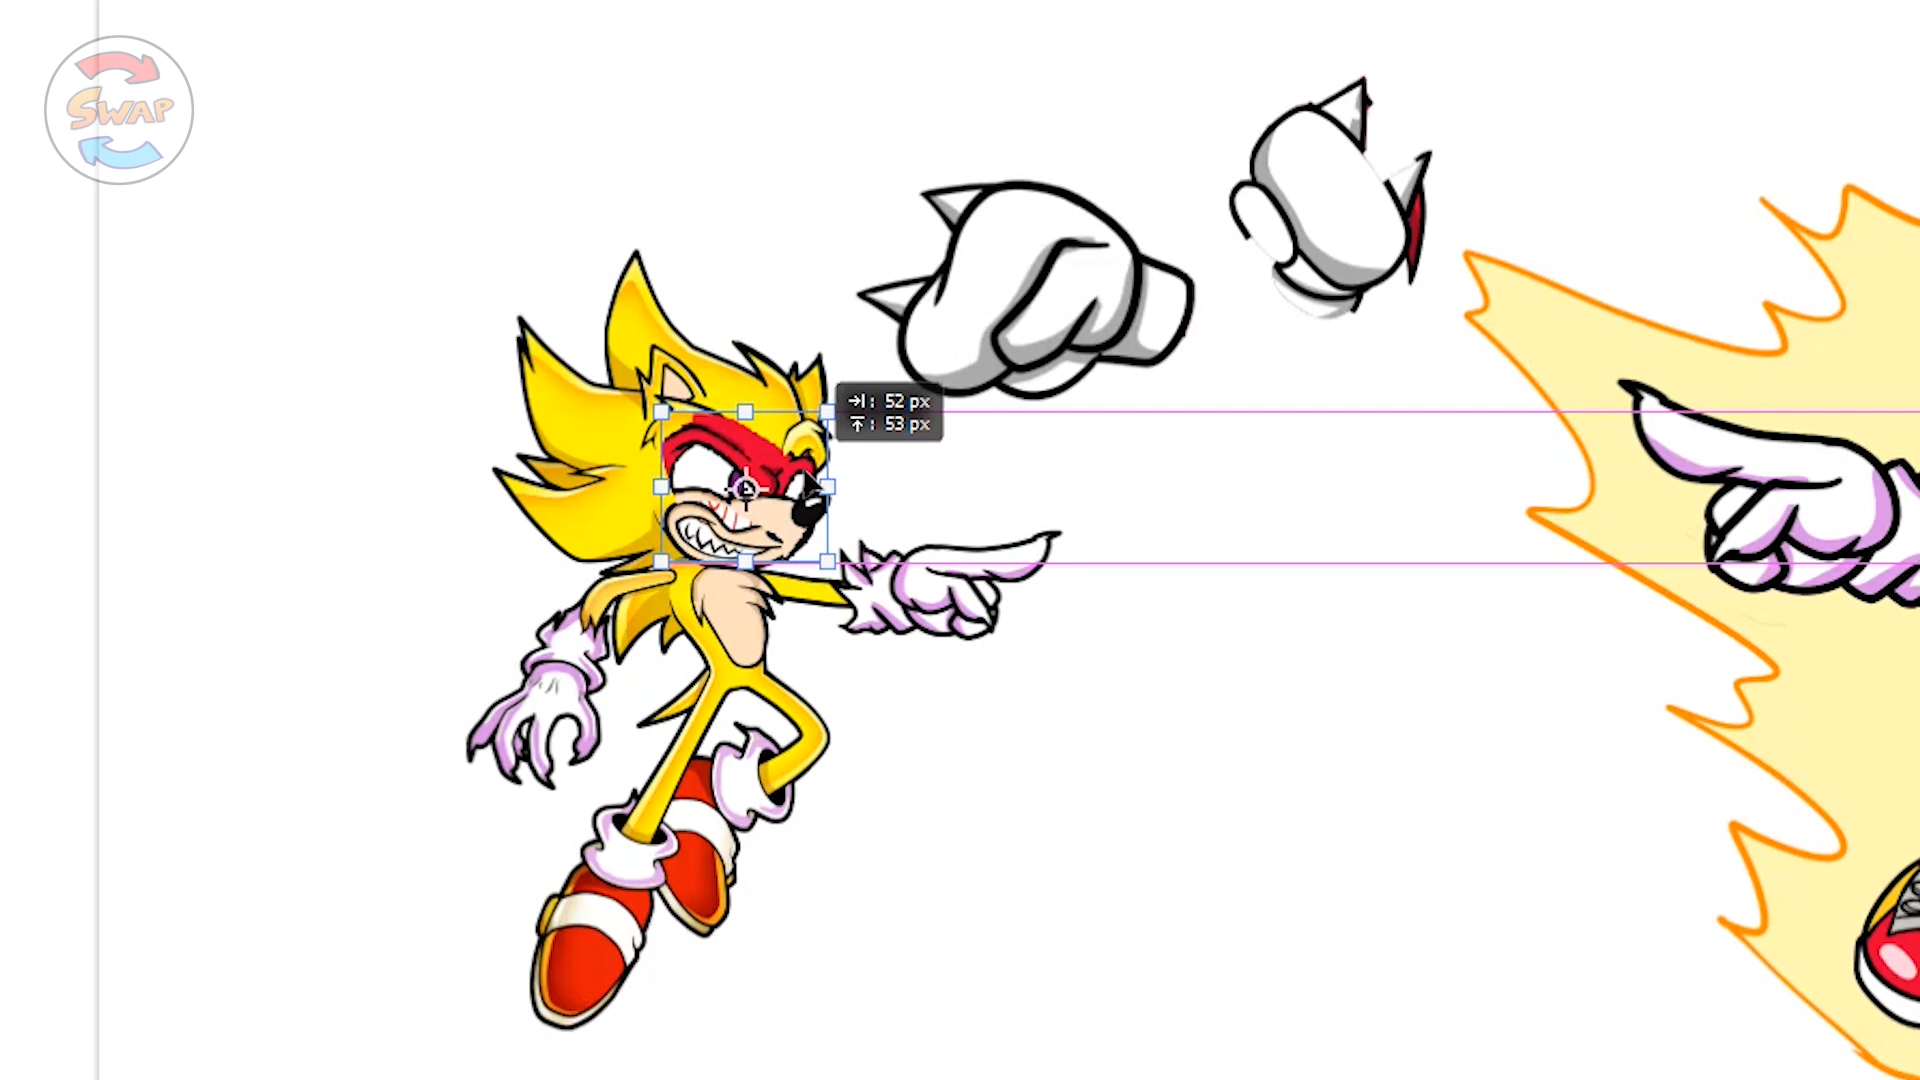 SWAP
→I : 52 px
⤒ : 53 px